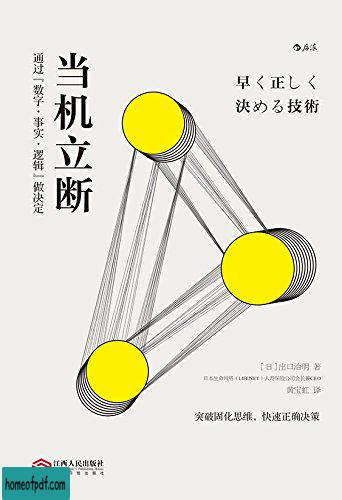 后浪
当机立断
通过「数字·事实·逻辑」做决定
早く正しく
決める技術
［日］出口治明 著
日本生命网络（LIFENET）人寿保险公司会长兼CEO
黄宝虹 译
突破固化思维，快速正确决策
江西人民出版社
homeofpdf.com